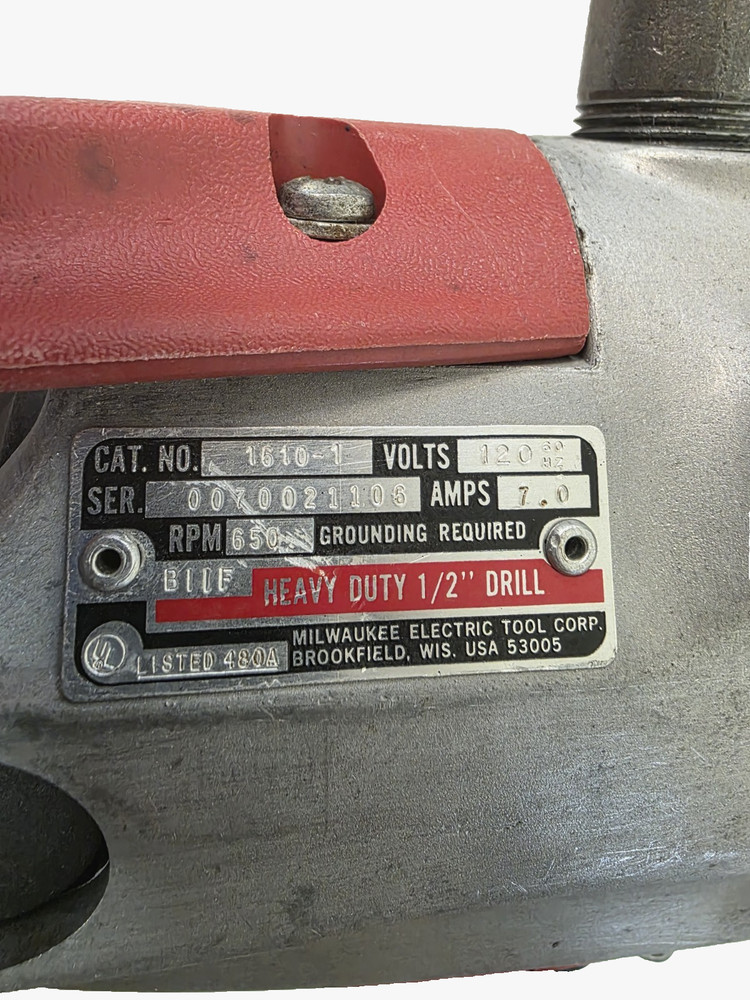 CAT. NO. 1610-1 VOLTS 120 60 HZ
SER. 0070021106 AMPS 7.0
RPM 650 GROUNDING REQUIRED
B11F HEAVY DUTY 1/2" DRILL
MILWAUKEE ELECTRIC TOOL CORP.
UL LISTED 480A BROOKFIELD, WIS. USA 53005